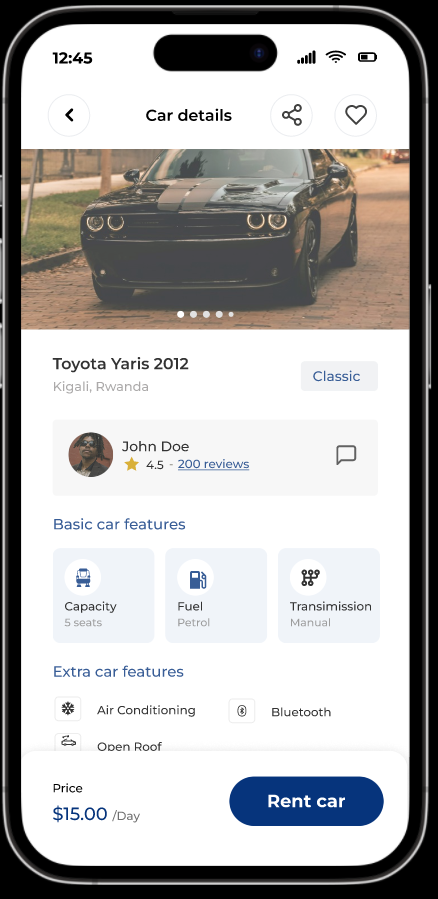 12:45
Car details
Toyota Yaris 2012
Kigali, Rwanda
Classic
John Doe
4.5 - 200 reviews
Basic car features
Capacity
5 seats
Fuel
Petrol
Transimission
Manual
Extra car features
Air Conditioning
Bluetooth
Open Roof
Price
$15.00 /Day
Rent car